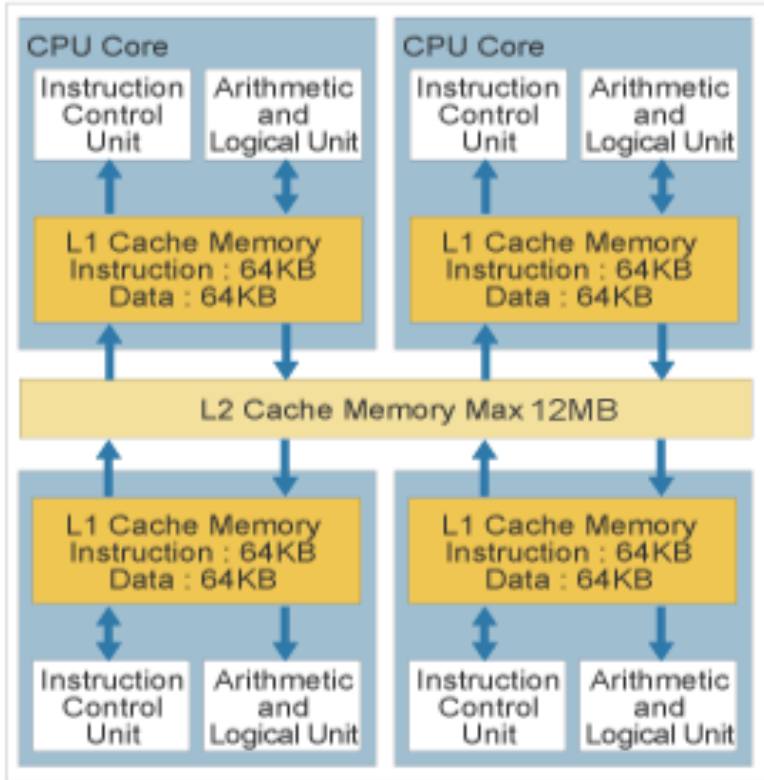 CPU Core
Instruction
Control
Unit
Arithmetic
and
Logical Unit
L1 Cache Memory
Instruction : 64KB
Data : 64KB
CPU Core
Instruction
Control
Unit
Arithmetic
and
Logical Unit
L1 Cache Memory
Instruction : 64KB
Data : 64KB
L2 Cache Memory Max 12MB
L1 Cache Memory
Instruction : 64KB
Data : 64KB
Instruction
Control
Unit
Arithmetic
and
Logical Unit
L1 Cache Memory
Instruction : 64KB
Data : 64KB
Instruction
Control
Unit
Arithmetic
and
Logical Unit